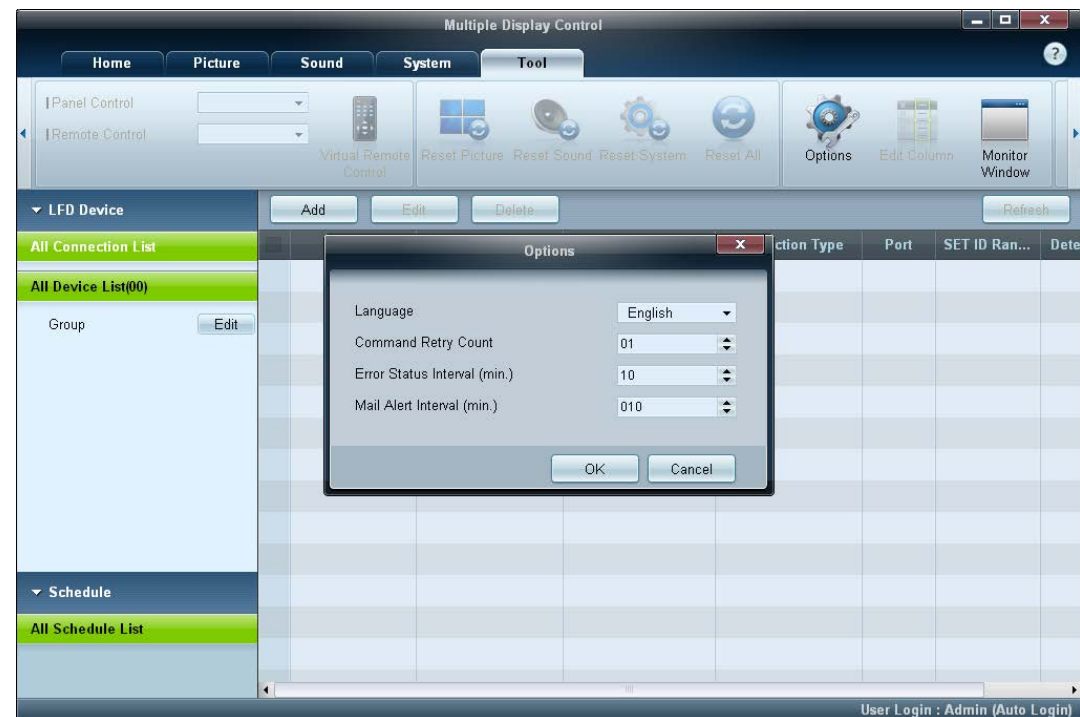 Multiple Display Control
Home Picture Sound System Tool
?
Panel Control
Remote Control
Virtual Remote Control
Reset Picture Reset Sound Reset System Reset All
Options Edit Column Monitor Window
LFD Device
Add Edit Delete Refresh
All Connection List
ction Type Port SET ID Ran... Dete
All Device List(00)
Group Edit
Options
Language English
Command Retry Count 01
Error Status Interval (min.) 10
Mail Alert Interval (min.) 010
OK Cancel
Schedule
All Schedule List
User Login : Admin (Auto Login)